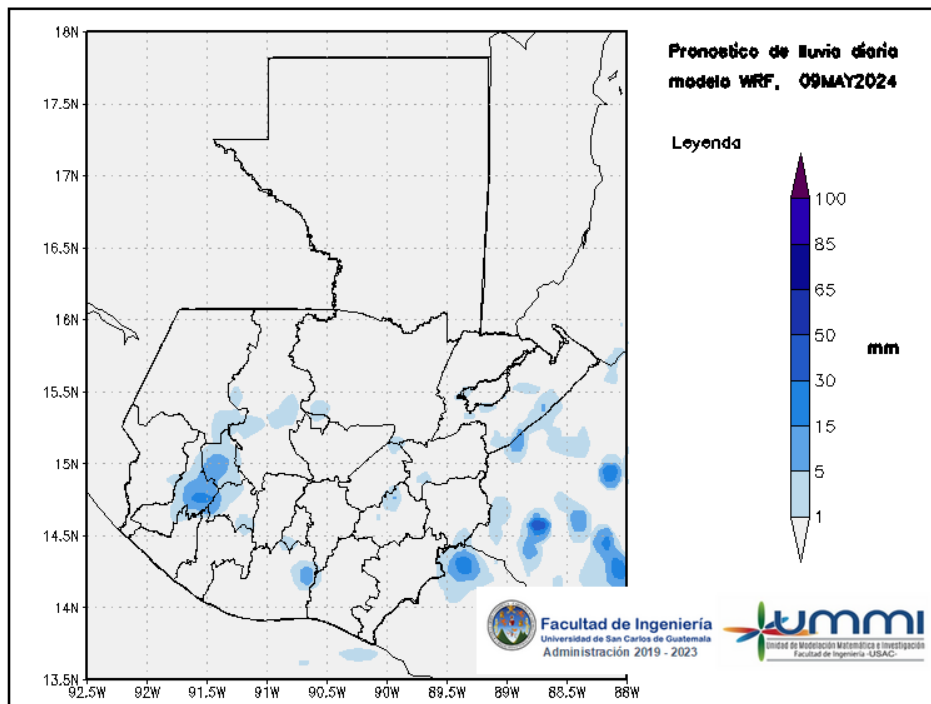 Pronostico de lluvia diaria
modelo WRF, 09MAY2024
Leyenda
100
85
65
50
30
15
5
1
mm
18N
17.5N
17N
16.5N
16N
15.5N
15N
14.5N
14N
13.5N
92.5W
92W
91.5W
91W
90.5W
90W
89.5W
89W
88.5W
88W
Facultad de Ingeniería
Universidad de San Carlos de Guatemala
Administración 2019 - 2023
ummi
Unidad de Modelación Matemática e Investigación
Facultad de Ingeniería -USAC-